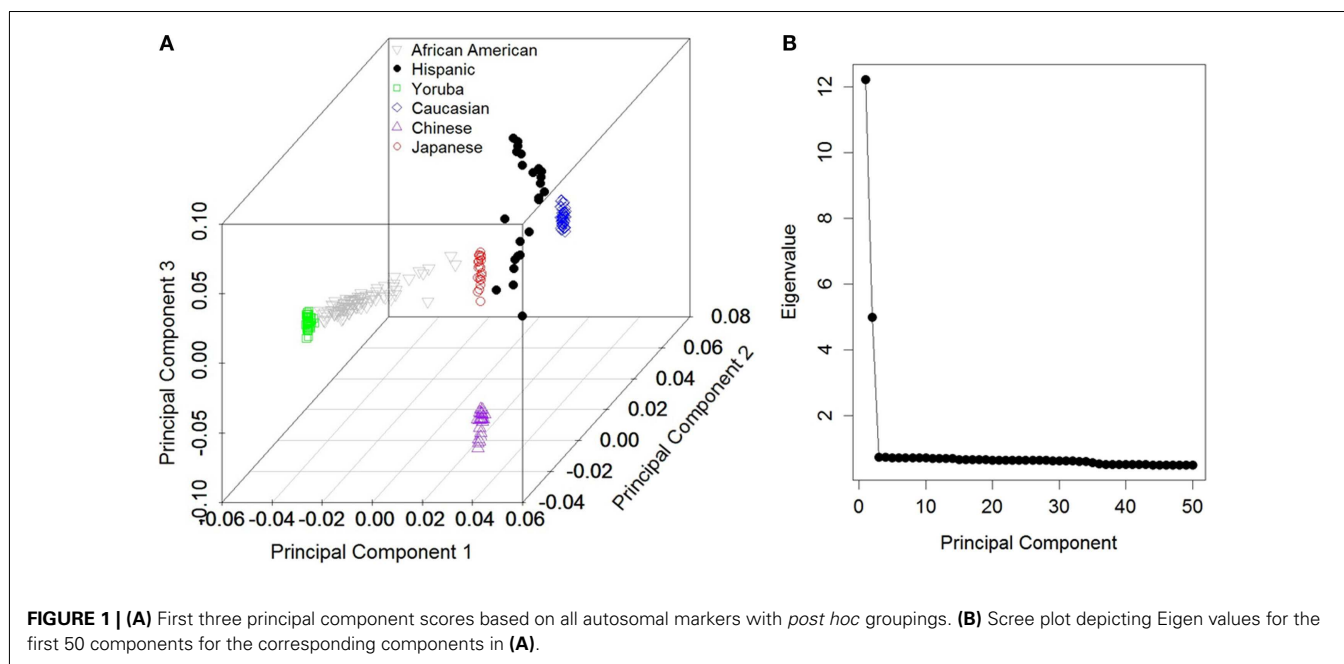 A
African American
Hispanic
Yoruba
Caucasian
Chinese
Japanese
Principal Component 3
0.10
0.05
0.00
-0.05
-0.10
-0.06 -0.04 -0.02 0.00 0.02 0.04 0.06
Principal Component 1
0.08
0.06
0.04
0.02
0.00
-0.02
-0.04
Principal Component 2
B
Eigenvalue
12
10
8
6
4
2
0 10 20 30 40 50
Principal Component
FIGURE 1 | (A) First three principal component scores based on all autosomal markers with post hoc groupings. (B) Scree plot depicting Eigen values for the
first 50 components for the corresponding components in (A).